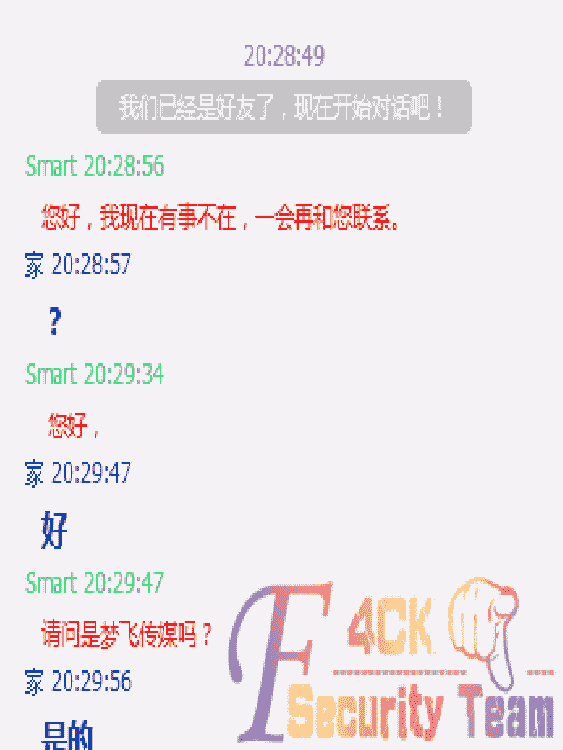 20:28:49
我们已经是好友了，现在开始对话吧！
Smart 20:28:56
您好，我现在有事不在，一会再和您联系。
家 20:28:57
?
Smart 20:29:34
您好，
家 20:29:47
好
Smart 20:29:47
请问是梦飞传媒吗？
家 20:29:56
是的
F4CK
Security Team